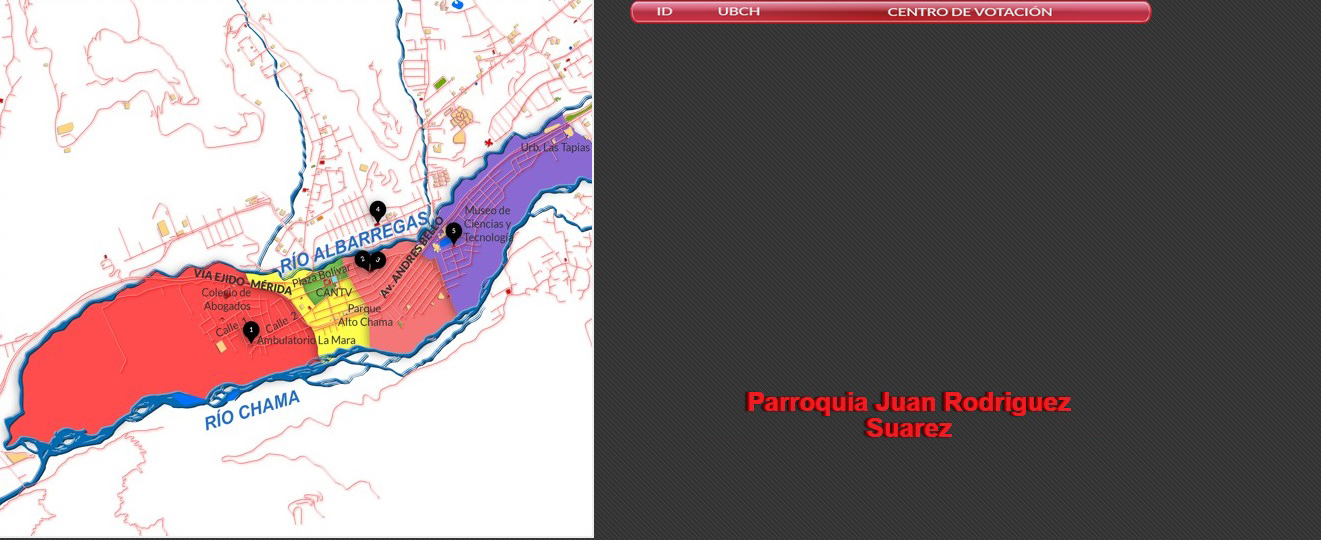 ID UBCH CENTRO DE VOTACIÓN
Urb. Las Tapias
4
Museo de
Ciencias y
Tecnología
5
RÍO ALBARREGAS
Av. ANDRES BELLO
2 3
VIA EJIDO-MÉRIDA
Plaza Bolívar
CANTV
Colegio de
Abogados
Parque
Alto Chama
Calle 1
Calle 2
1
Ambulatorio La Mara
RÍO CHAMA
Parroquia Juan Rodriguez
Suarez